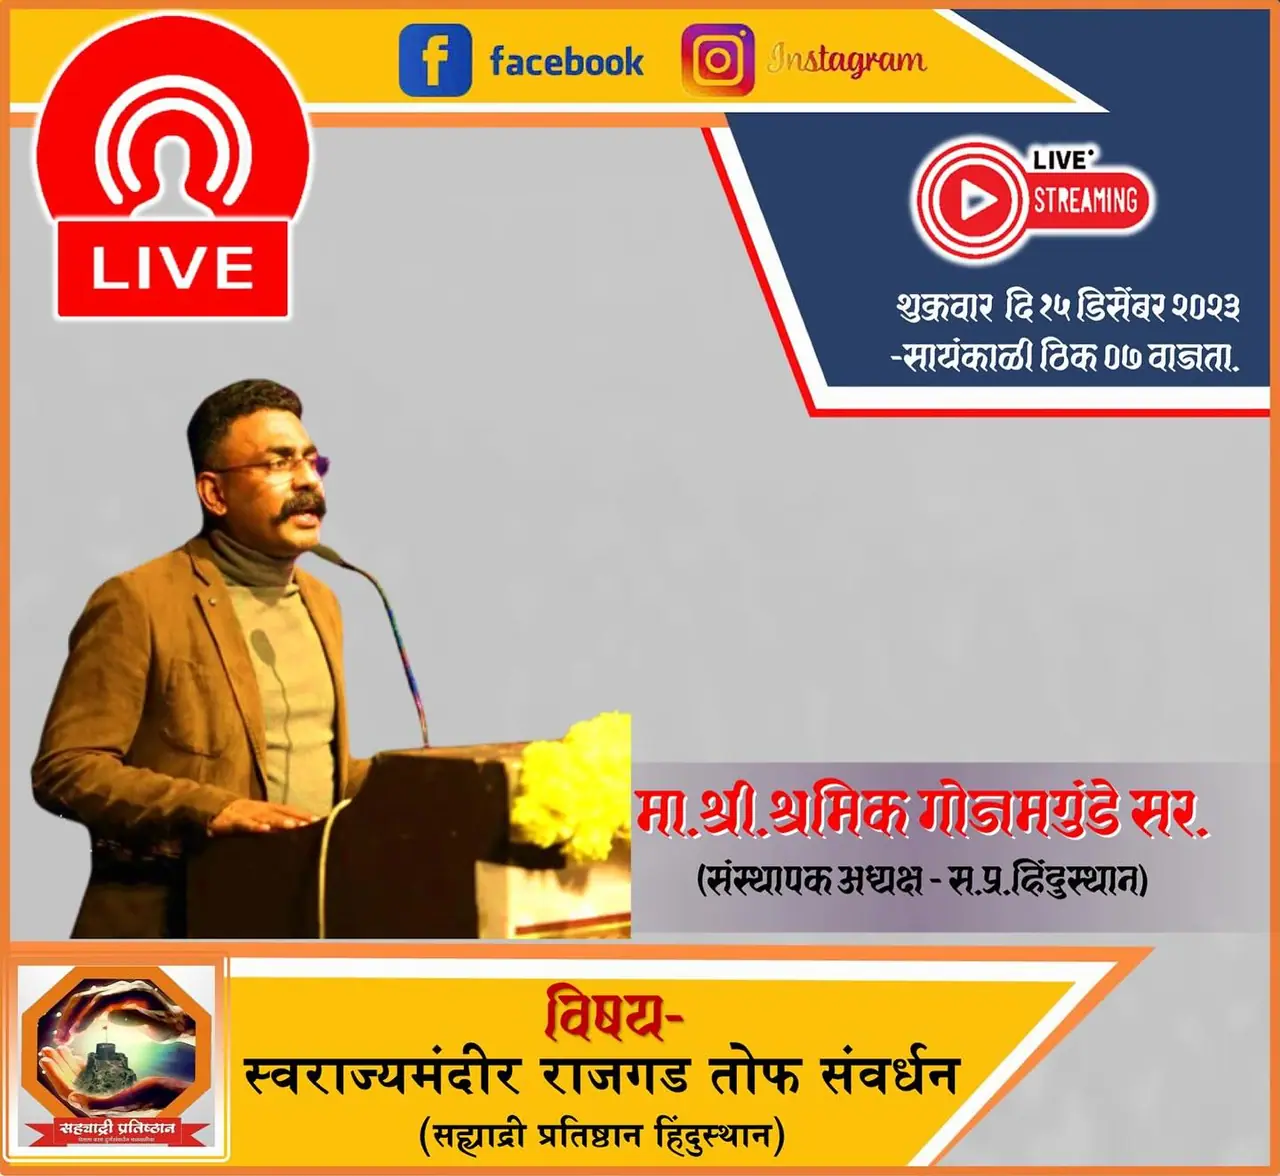 facebook
Instagram
LIVE
LIVE
STREAMING
शुक्रवार दि १५ डिसेंबर २०२३
-सायंकाळी ठिक ०७ वाजता.
मा.श्री.श्रमिक गोजमगुंडे सर.
(संस्थापक अध्यक्ष - स.प्र.हिंदुस्थान)
विषय-
स्वराज्यमंदीर राजगड तोफ संवर्धन
(सह्याद्री प्रतिष्ठान हिंदुस्थान)
सह्याद्री प्रतिष्ठान